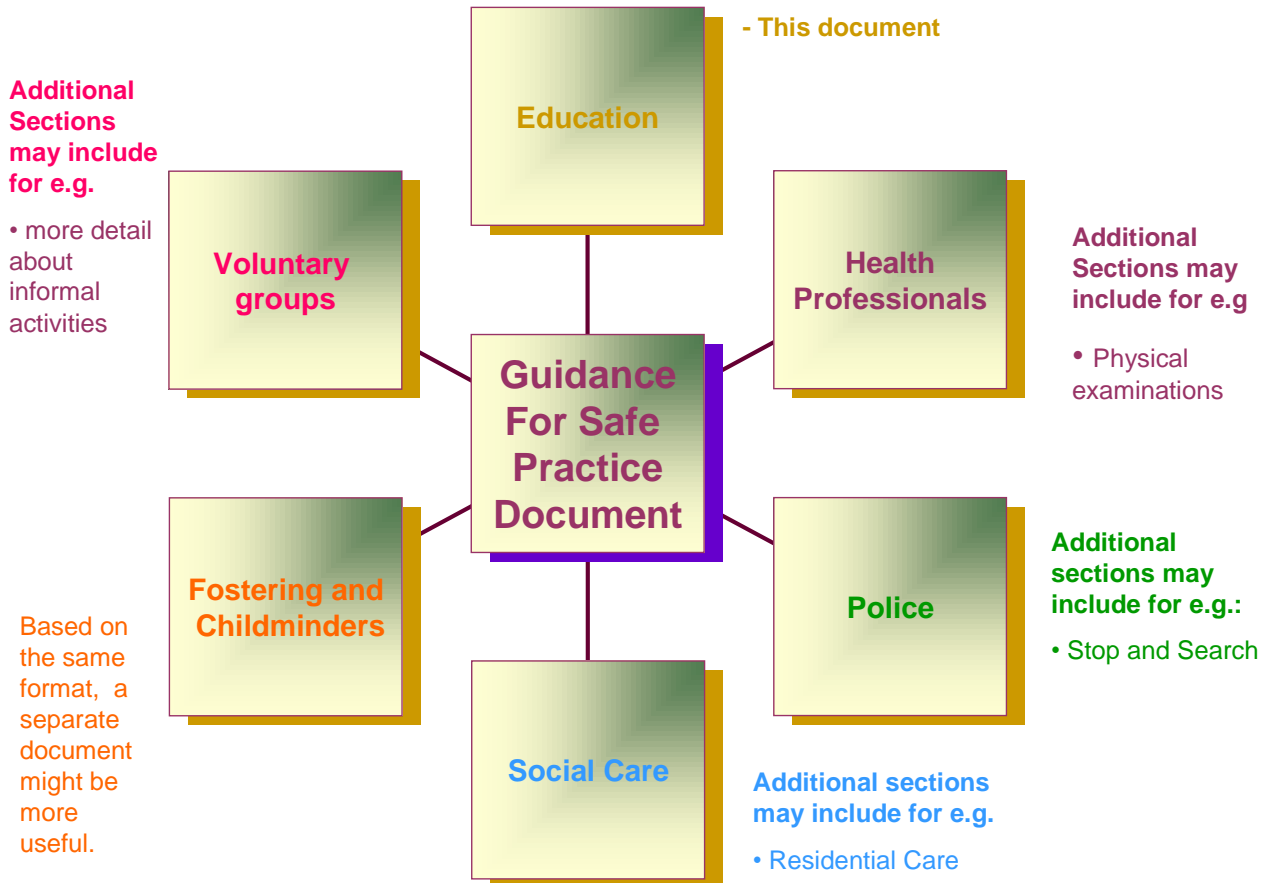 - This document
Education
Additional
Sections
may include
for e.g.
• more detail
about
informal
activities
Voluntary
groups
Health
Professionals
Additional
Sections may
include for e.g
• Physical
examinations
Guidance
For Safe
Practice
Document
Fostering and
Childminders
Based on
the same
format, a
separate
document
might be
more
useful.
Police
Additional
sections may
include for e.g.:
• Stop and Search
Social Care
Additional sections
may include for e.g.
• Residential Care